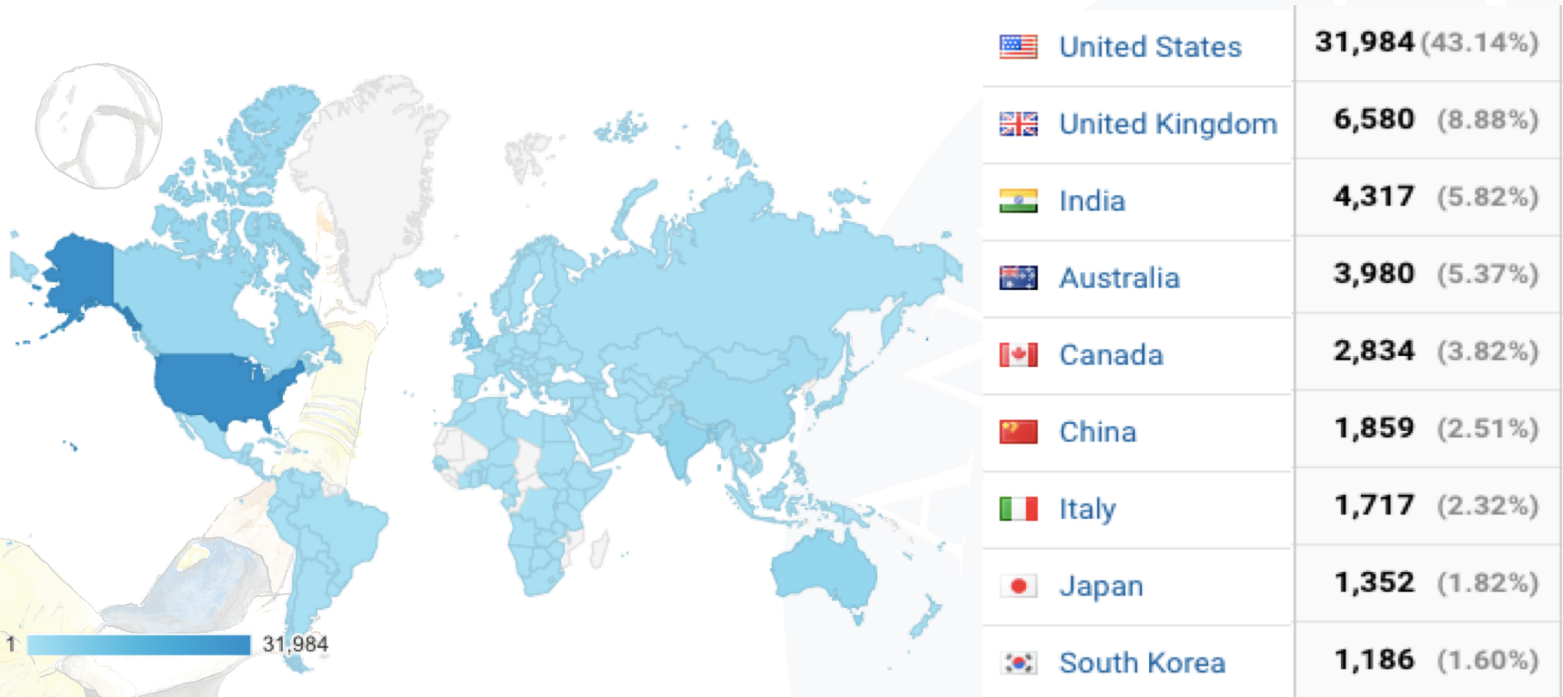 United States 31,984 (43.14%)
United Kingdom 6,580 (8.88%)
India 4,317 (5.82%)
Australia 3,980 (5.37%)
Canada 2,834 (3.82%)
China 1,859 (2.51%)
Italy 1,717 (2.32%)
Japan 1,352 (1.82%)
South Korea 1,186 (1.60%)
1 31,984